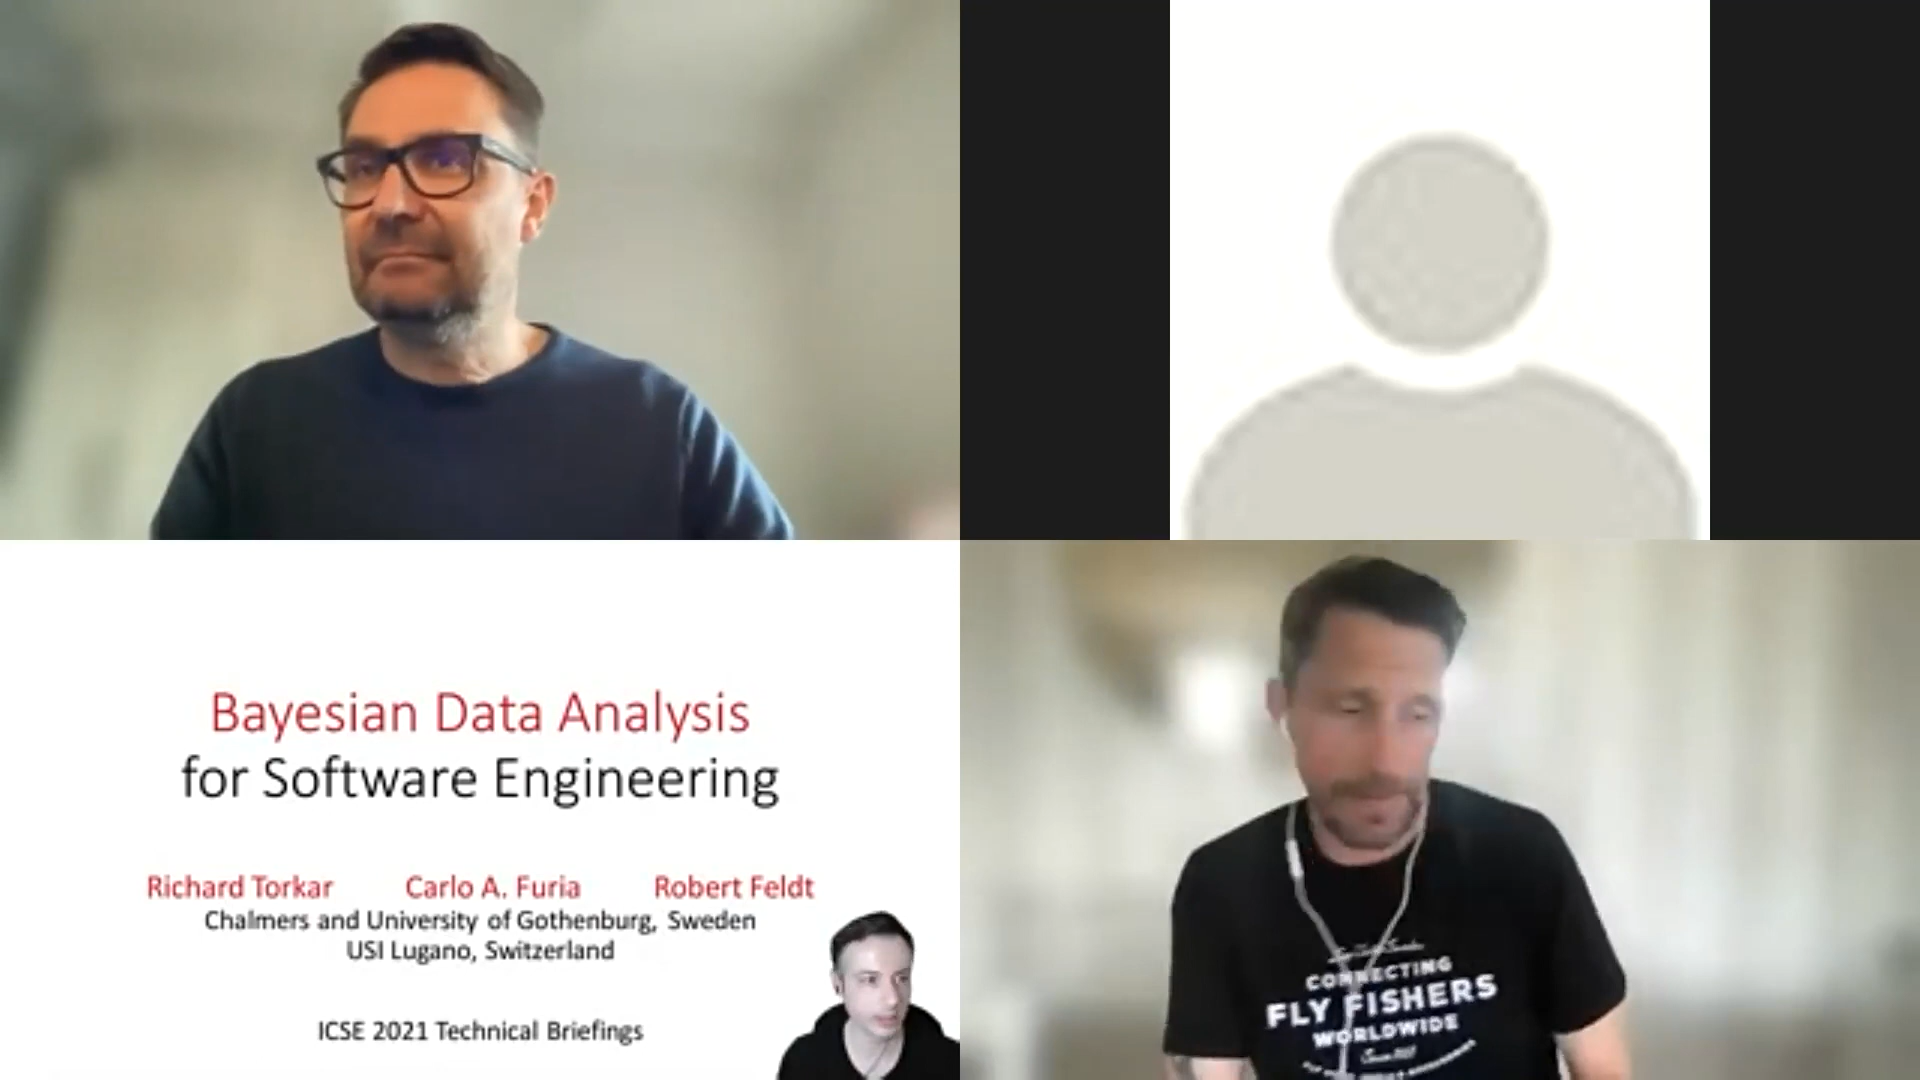 Bayesian Data Analysis
for Software Engineering
Richard Torkar Carlo A. Furia Robert Feldt
Chalmers and University of Gothenburg, Sweden
USI Lugano, Switzerland
ICSE 2021 Technical Briefings
CONNECTING
FLY FISHERS
WORLDWIDE